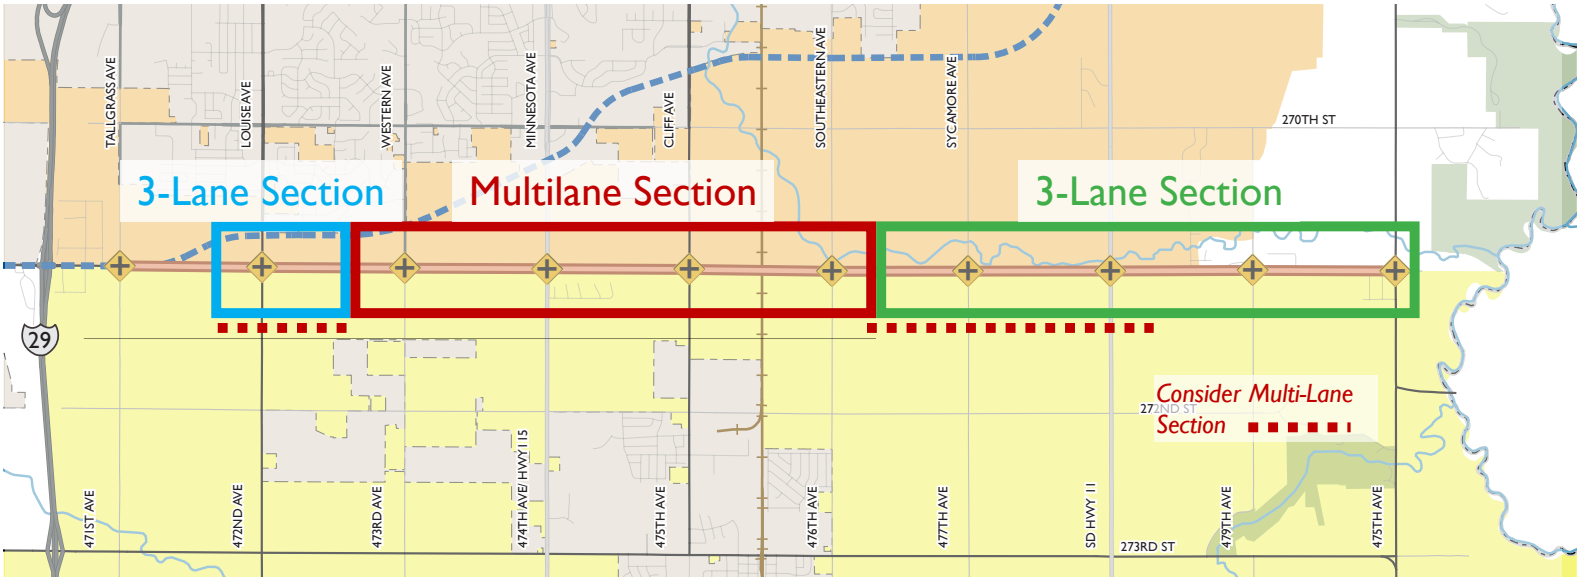 TALLGRASS AVE
LOUISE AVE
WESTERN AVE
MINNESOTA AVE
CLIFF AVE
SOUTHEASTERN AVE
SYCAMORE AVE
270TH ST
3-Lane Section
Multilane Section
3-Lane Section
29
Consider Multi-Lane
Section
272ND ST
471ST AVE
472ND AVE
473RD AVE
474TH AVE/ HWY115
475TH AVE
476TH AVE
477TH AVE
SD HWY 11
479TH AVE
475TH AVE
273RD ST